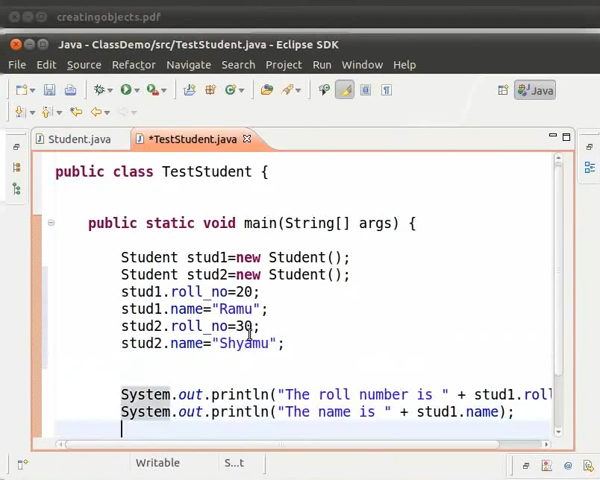 creatingobjects.pdf
Java - ClassDemo/src/TestStudent.java - Eclipse SDK
File Edit Source Refactor Navigate Search Project Run Window Help
Java
Student.java *TestStudent.java
public class TestStudent {
public static void main(String[] args) {
Student stud1=new Student();
Student stud2=new Student();
stud1.roll_no=20;
stud1.name="Ramu";
stud2.roll_no=30;
stud2.name="Shyamu";
System.out.println("The roll number is " + stud1.roll
System.out.println("The name is " + stud1.name);
Writable S...t